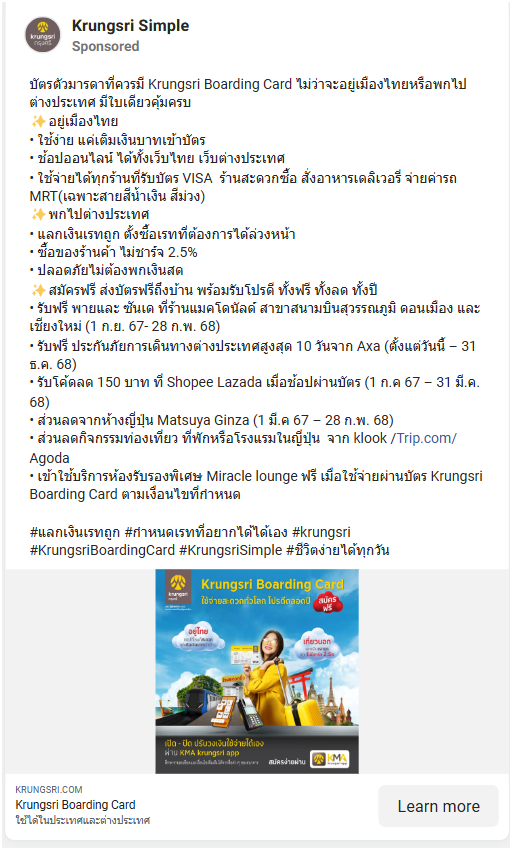 Krungsri Simple
Sponsored
บัตรตัวมารดาที่ควรมี Krungsri Boarding Card ไม่ว่าจะอยู่เมืองไทยหรือพกไป
ต่างประเทศ มีใบเดียวคุ้มครบ
✨อยู่เมืองไทย
• ใช้ง่าย แค่เติมเงินบาทเข้าบัตร
• ช้อปออนไลน์ ได้ทั้งเว็บไทย เว็บต่างประเทศ
• ใช้จ่ายได้ทุกร้านที่รับบัตร VISA ร้านสะดวกซื้อ สั่งอาหารเดลิเวอรี่ จ่ายค่ารถ
MRT(เฉพาะสายสีน้ำเงิน สีม่วง)
✨พกไปต่างประเทศ
• แลกเงินเรทถูก ตั้งซื้อเรทที่ต้องการได้ล่วงหน้า
• ซื้อของร้านค้า ไม่ชาร์จ 2.5%
• ปลอดภัยไม่ต้องพกเงินสด
✨สมัครฟรี ส่งบัตรฟรีถึงบ้าน พร้อมรับโปรดี ทั้งฟรี ทั้งลด ทั้งปี
• รับฟรี พายและ ซันเด ที่ร้านแมคโดนัลด์ สาขาสนามบินสุวรรณภูมิ ดอนเมือง และ
เชียงใหม่ (1 ก.ย. 67- 28 ก.พ. 68)
• รับฟรี ประกันภัยการเดินทางต่างประเทศสูงสุด 10 วันจาก Axa (ตั้งแต่วันนี้ – 31
ธ.ค. 68)
• รับโค้ดลด 150 บาท ที่ Shopee Lazada เมื่อช้อปผ่านบัตร (1 ก.ค 67 – 31 มี.ค.
68)
• ส่วนลดจากห้างญี่ปุ่น Matsuya Ginza (1 มี.ค 67 – 28 ก.พ. 68)
• ส่วนลดกิจกรรมท่องเที่ยว ที่พักหรือโรงแรมในญี่ปุ่น จาก klook /Trip.com/
Agoda
• เข้าใช้บริการห้องรับรองพิเศษ Miracle lounge ฟรี เมื่อใช้จ่ายผ่านบัตร Krungsri
Boarding Card ตามเงื่อนไขที่กำหนด
#แลกเงินเรทถูก #กำหนดเรทที่อยากได้ได้เอง #krungsri
#KrungsriBoardingCard #KrungsriSimple #ชีวิตง่ายได้ทุกวัน
krungsri
กรุงศรี
Krungsri Boarding Card
ใช้จ่ายสะดวกทั่วโลก โปรดีตลอดปี
สมัคร
ฟรี
อยู่ไทย
เที่ยวนอก
เปิด - ปิด ปรับวงเงินใช้จ่ายได้เอง
ผ่าน KMA krungsri app
สมัครง่ายผ่าน
KMA
krungsri app
KRUNGSRI.COM
Krungsri Boarding Card
ใช้ได้ในประเทศและต่างประเทศ
Learn more